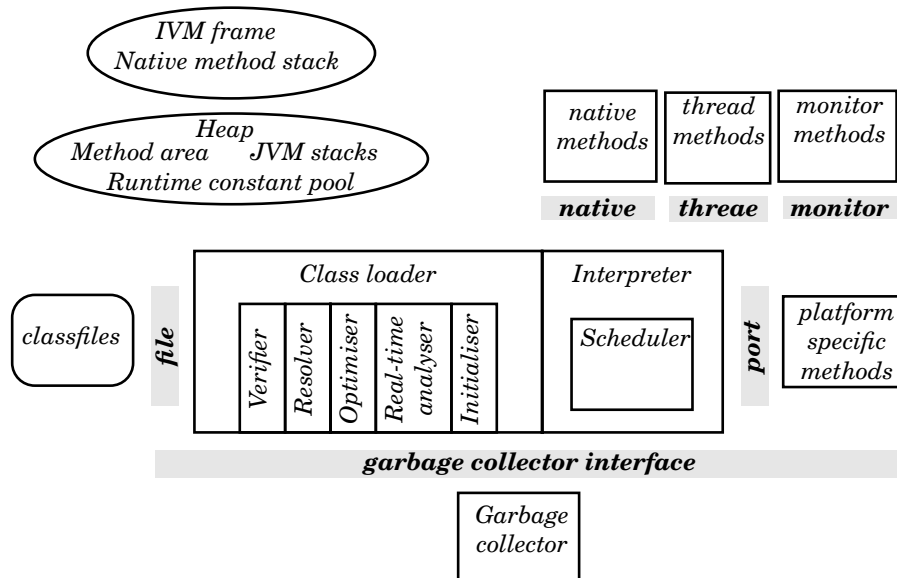 IVM frame
Native method stack
Heap
Method area JVM stacks
Runtime constant pool
native
methods
thread
methods
monitor
methods
native
threae
monitor
Class loader
Interpreter
classfiles
file
Verifier
Resolver
Optimiser
Real-time
analyser
Initialiser
Scheduler
port
platform
specific
methods
garbage collector interface
Garbage
collector